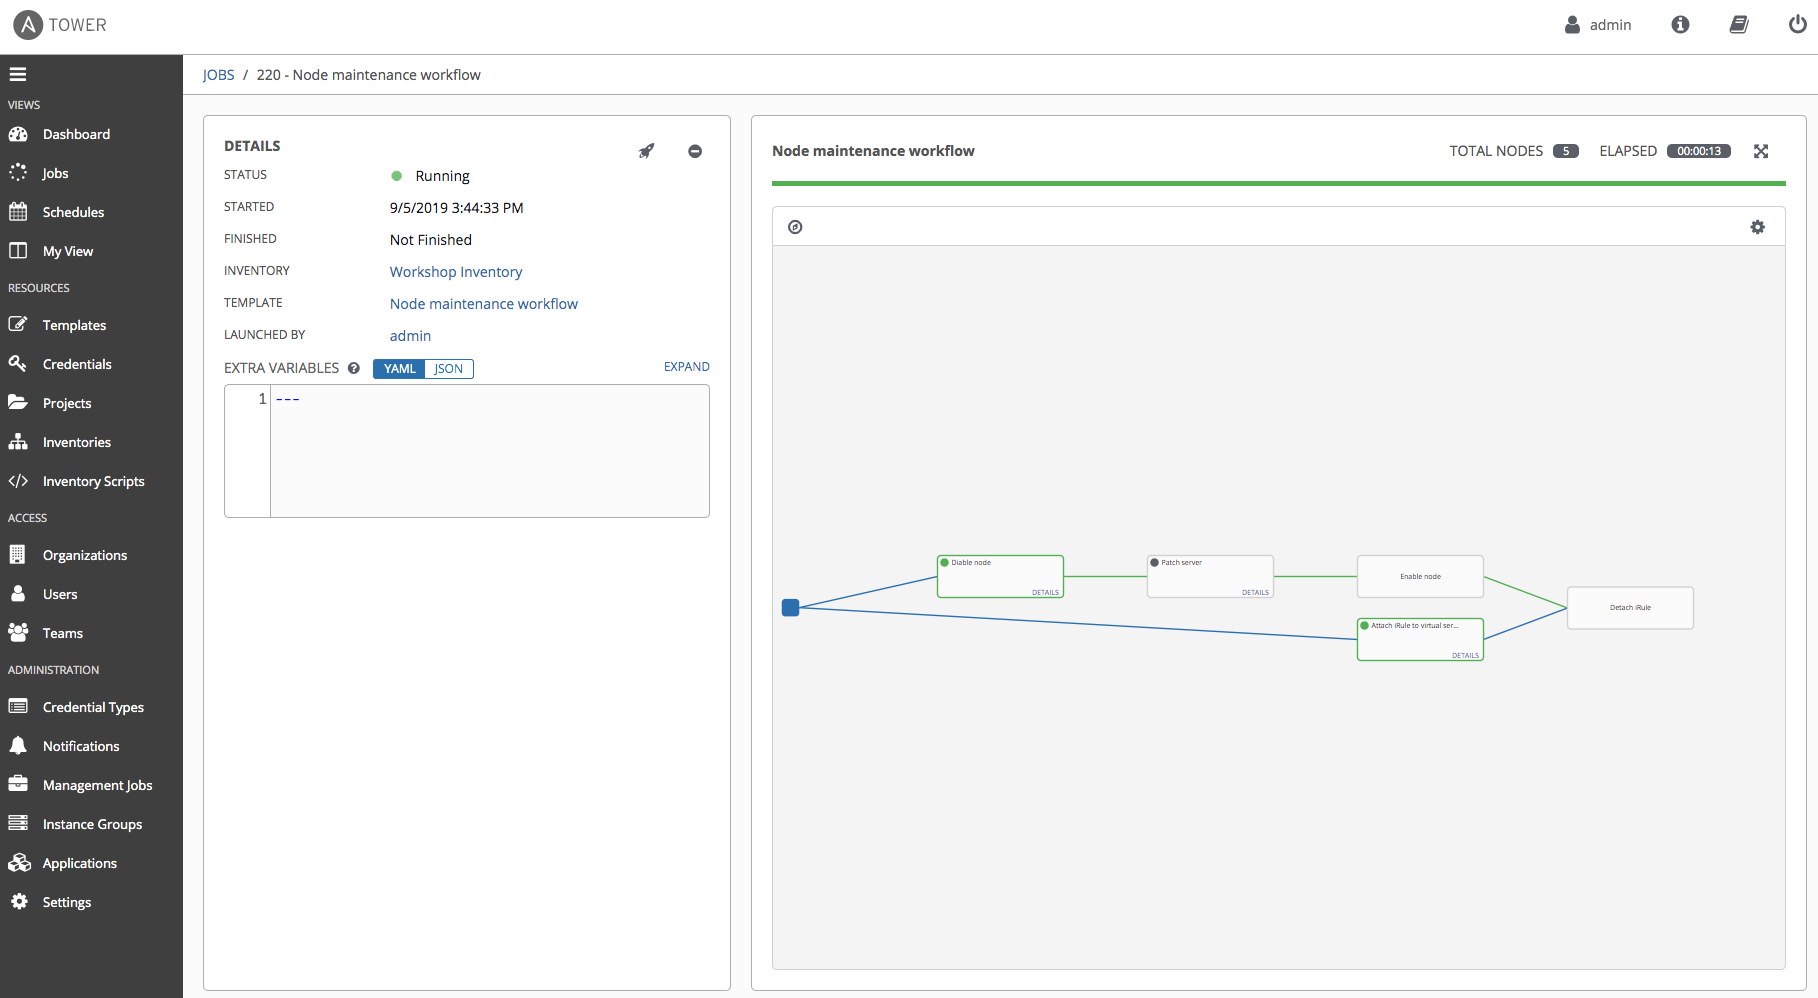 TOWER
admin
VIEWS
Dashboard
Jobs
Schedules
My View
RESOURCES
Templates
Credentials
Projects
Inventories
Inventory Scripts
ACCESS
Organizations
Users
Teams
ADMINISTRATION
Credential Types
Notifications
Management Jobs
Instance Groups
Applications
Settings
JOBS / 220 - Node maintenance workflow
DETAILS
STATUS Running
STARTED 9/5/2019 3:44:33 PM
FINISHED Not Finished
INVENTORY Workshop Inventory
TEMPLATE Node maintenance workflow
LAUNCHED BY admin
EXTRA VARIABLES ? YAML JSON EXPAND
1 ---
Node maintenance workflow TOTAL NODES 5 ELAPSED 00:00:13
Diable node
DETAILS
Patch server
DETAILS
Enable node
Attach iRule to virtual ser...
DETAILS
Detach iRule